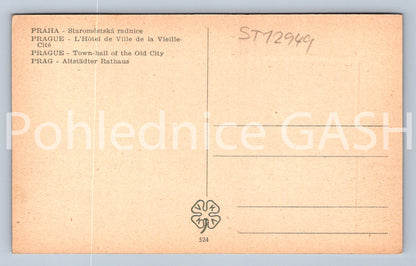 PRAHA - Staroměstská radnice
PRAGUE - L'Hôtel de Ville de la Vieille-
Cité
PRAGUE - Town-hall of the Old City
PRAG - Altstädter Rathaus
ST12949
Pohlednice GASH
524